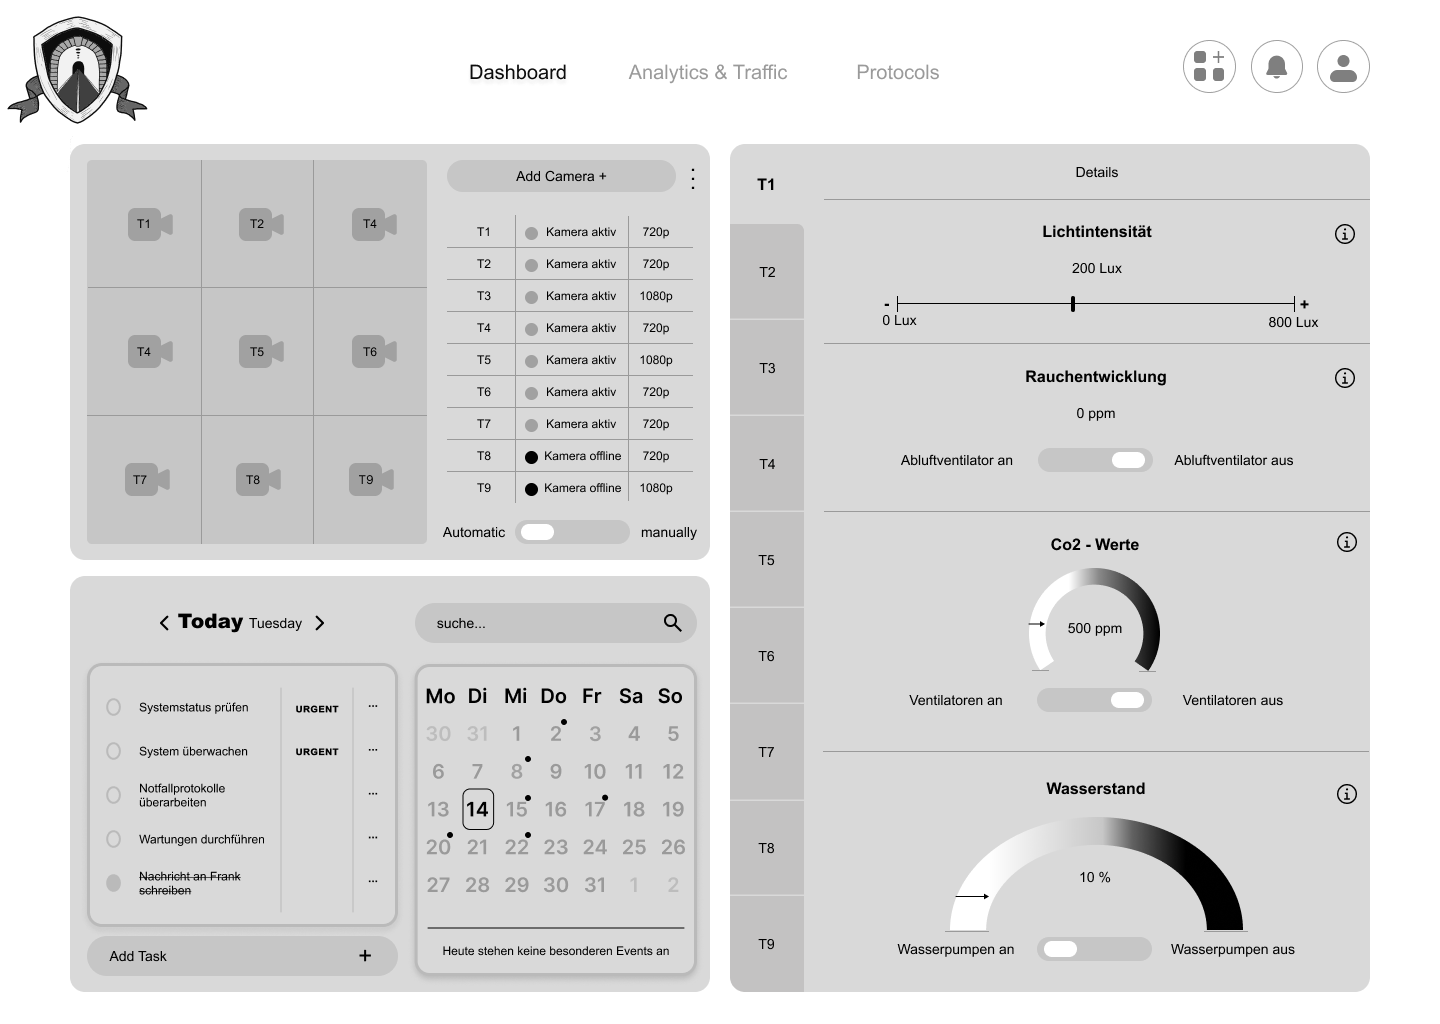 Dashboard Analytics & Traffic Protocols
T1 T2 T4
T4 T5 T6
T7 T8 T9
Add Camera +
T1 Kamera aktiv 720p
T2 Kamera aktiv 720p
T3 Kamera aktiv 1080p
T4 Kamera aktiv 720p
T5 Kamera aktiv 1080p
T6 Kamera aktiv 720p
T7 Kamera aktiv 720p
T8 Kamera offline 720p
T9 Kamera offline 1080p
Automatic manually
< Today Tuesday >
Systemstatus prüfen URGENT ...
System überwachen URGENT ...
Notfallprotokolle ...
überarbeiten
Wartungen durchführen ...
Nachricht an Frank ...
schreiben
Add Task +
suche...
Mo Di Mi Do Fr Sa So
30 31 1 2 3 4 5
6 7 8 9 10 11 12
13 14 15 16 17 18 19
20 21 22 23 24 25 26
27 28 29 30 31 1 2
Heute stehen keine besonderen Events an
T1
T2
T3
T4
T5
T6
T7
T8
T9
Details
Lichtintensität
200 Lux
- +
0 Lux 800 Lux
Rauchentwicklung
0 ppm
Abluftventilator an Abluftventilator aus
Co2 - Werte
500 ppm
Ventilatoren an Ventilatoren aus
Wasserstand
10 %
Wasserpumpen an Wasserpumpen aus